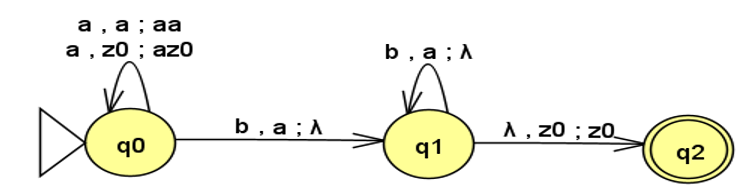 a , a ; aa
a , z0 ; az0
b , a ; λ
b , a ; λ
λ , z0 ; z0
q0
q1
q2